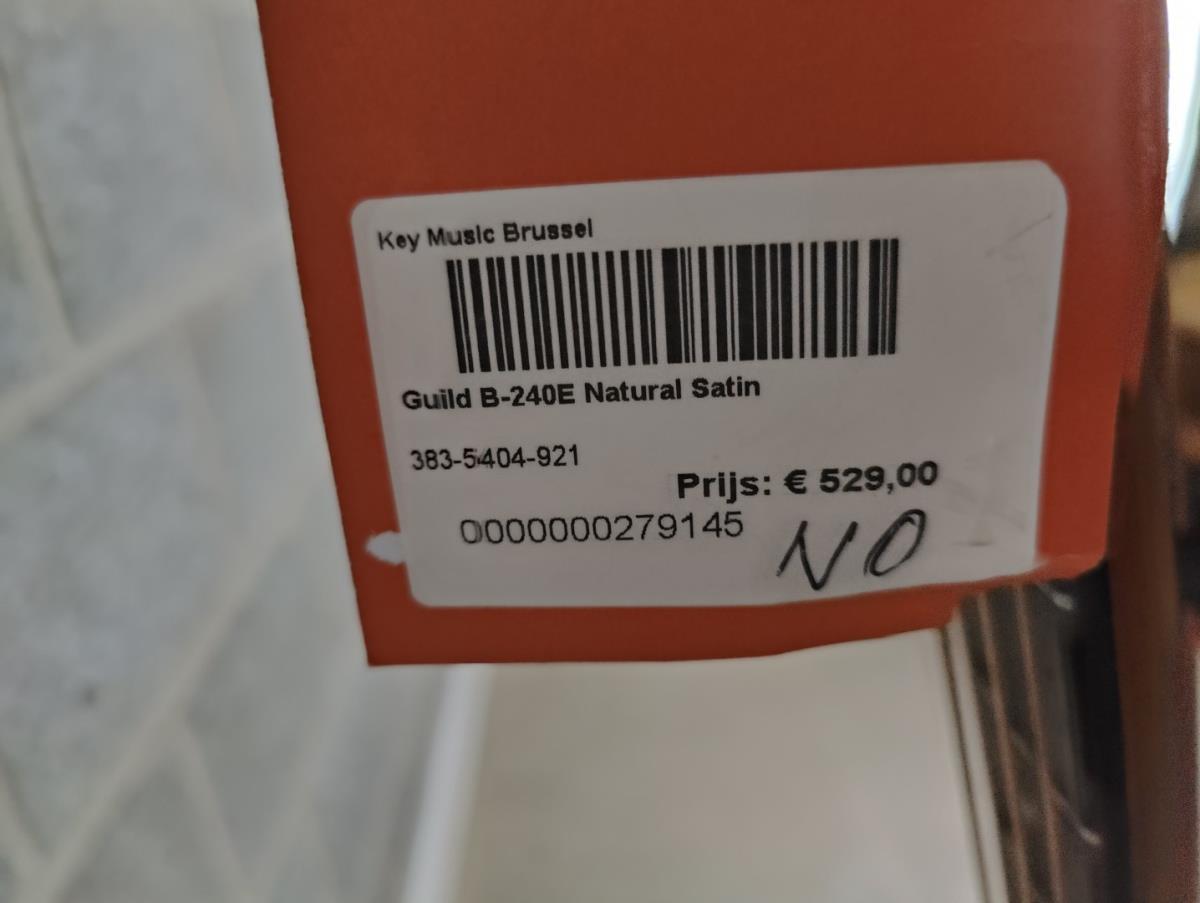 Key Music Brussel
Guild B-240E Natural Satin
383-5404-921
Prijs: € 529,00
0000000279145
NO